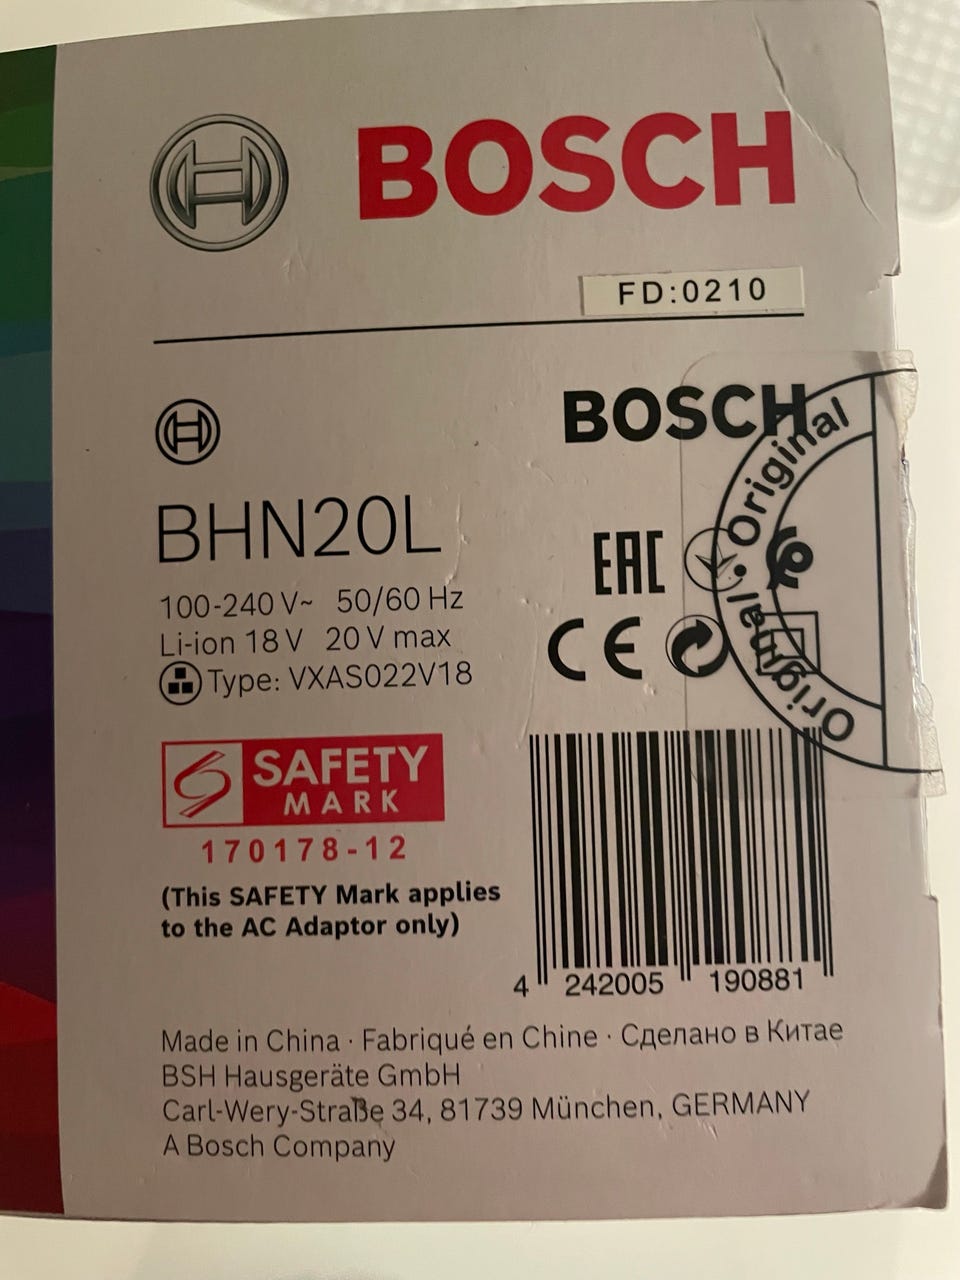 BOSCH
FD:0210
BOSCH
BHN20L
100-240 V~ 50/60 Hz
Li-ion 18 V 20 V max
Type: VXAS022V18
EAC
CE
Original
Original
SAFETY
MARK
170178-12
(This SAFETY Mark applies
to the AC Adaptor only)
4 242005 190881
Made in China · Fabriqué en Chine · Сделано в Китае
BSH Hausgeräte GmbH
Carl-Wery-Straße 34, 81739 München, GERMANY
A Bosch Company